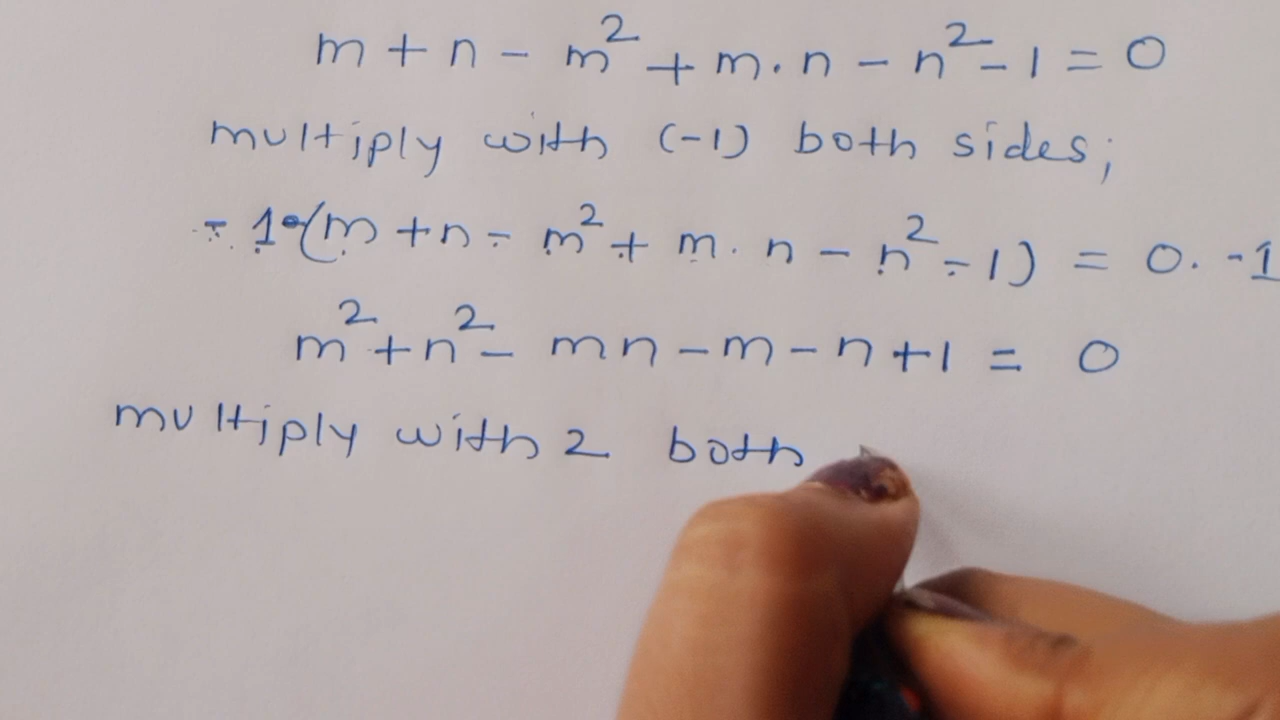 m + n - m² + m. n - n² - 1 = 0
multiply with (-1) both sides;
- 1•(m + n - m² + m. n - n² - 1) = 0. -1
m² + n² - mn - m - n + 1 = 0
multiply with 2 both